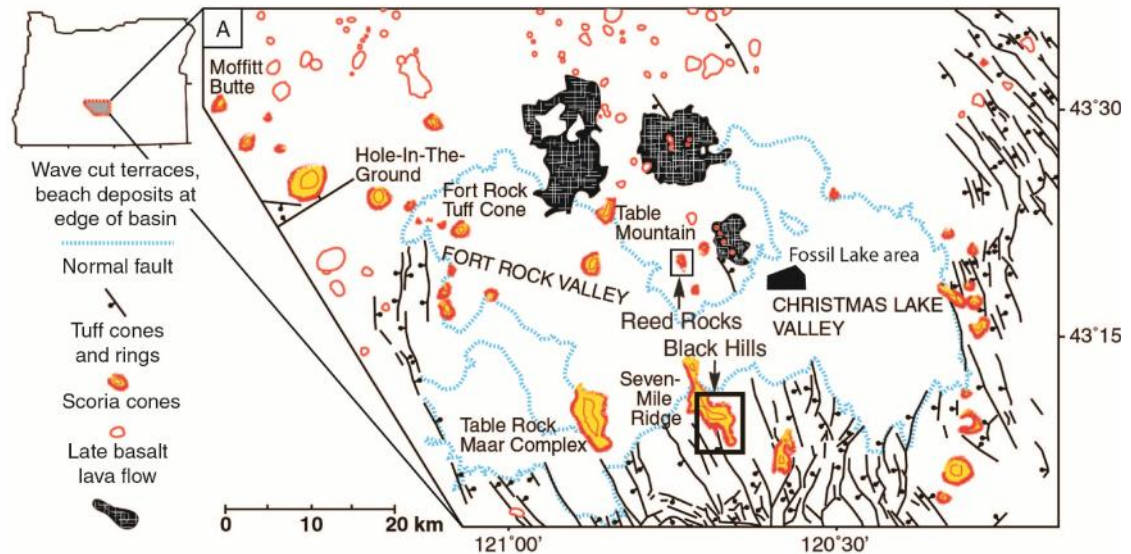 A
Moffitt
Butte
Hole-In-The-
Ground
Fort Rock
Tuff Cone
Table
Mountain
Fossil Lake area
FORT ROCK VALLEY
CHRISTMAS LAKE
VALLEY
Reed Rocks
Black Hills
Seven-
Mile
Ridge
Table Rock
Maar Complex
43˚30
43˚15
Wave cut terraces,
beach deposits at
edge of basin
Normal fault
Tuff cones
and rings
Scoria cones
Late basalt
lava flow
0 10 20 km
121˚00'
120˚30'